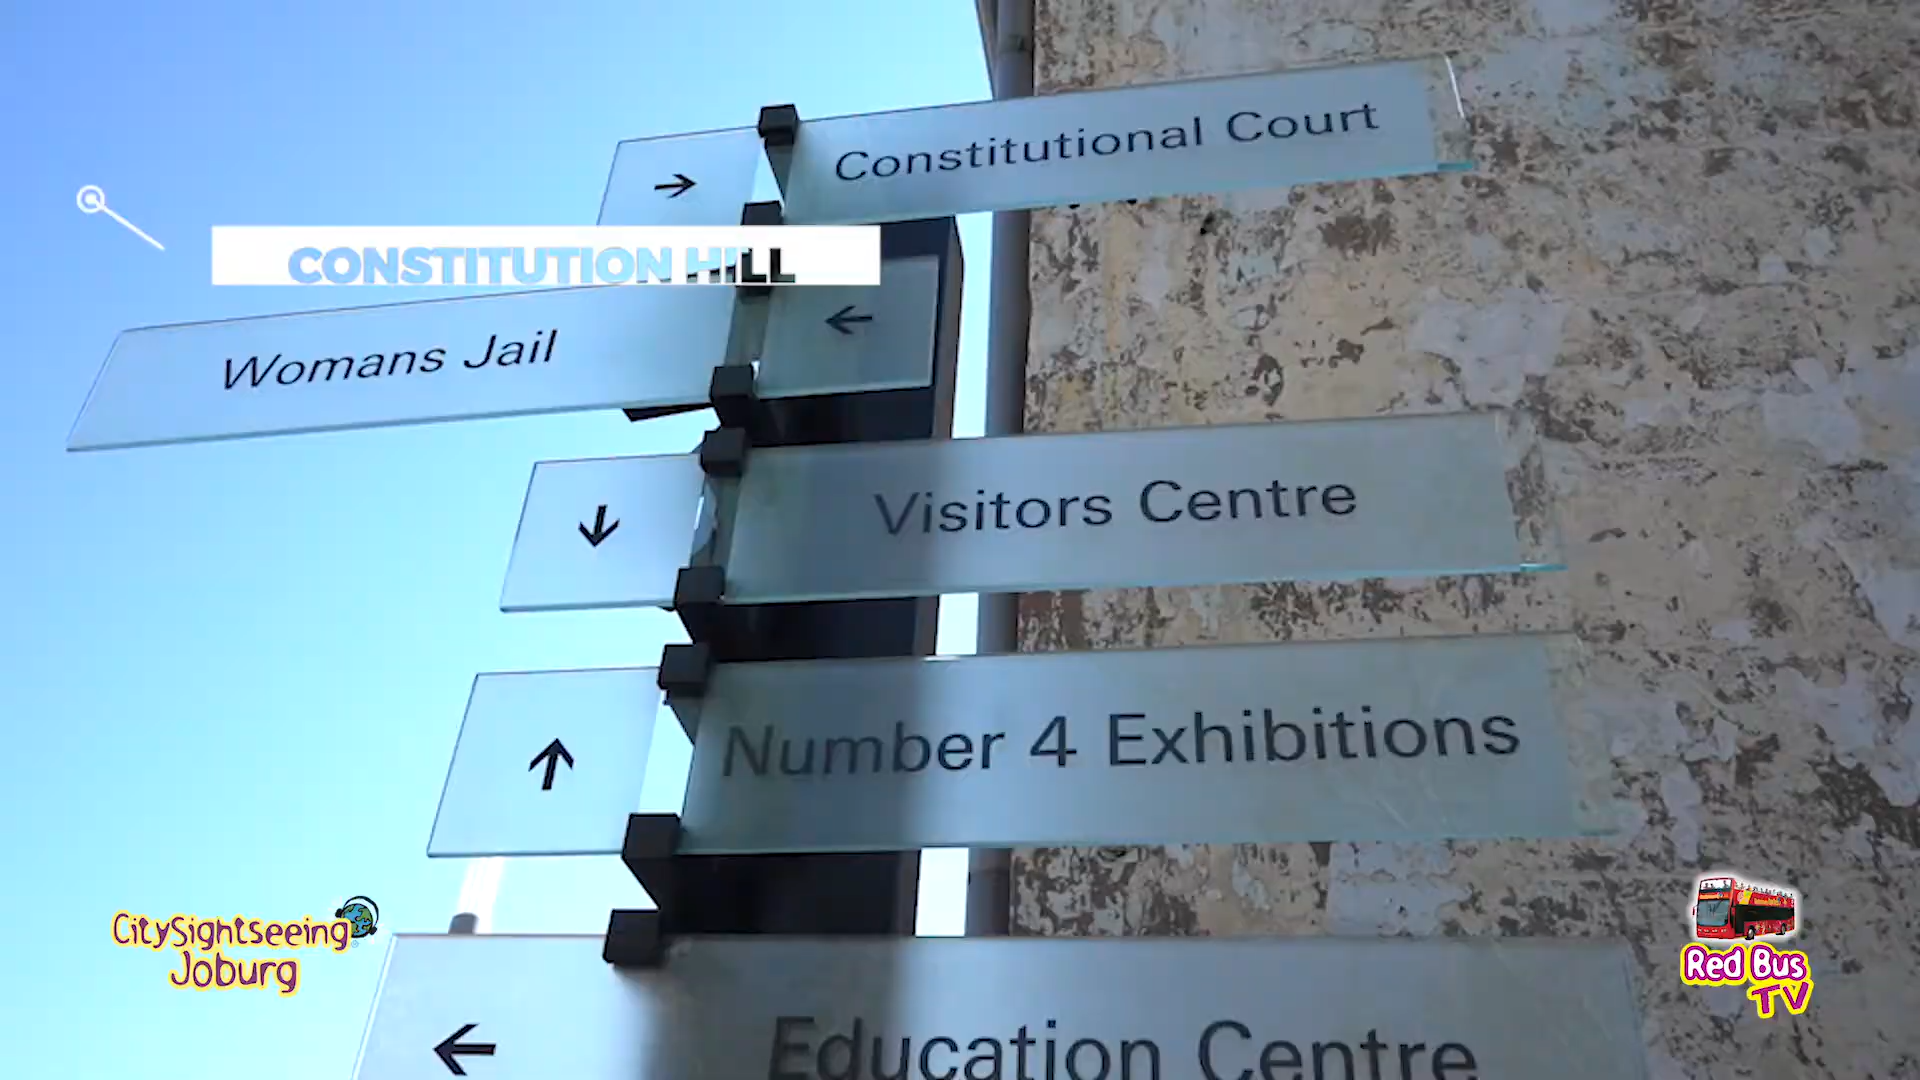 Constitutional Court
CONSTITUTION HILL
Womans Jail
Visitors Centre
Number 4 Exhibitions
Education Centre
CitySightseeing
Joburg
Red Bus
TV